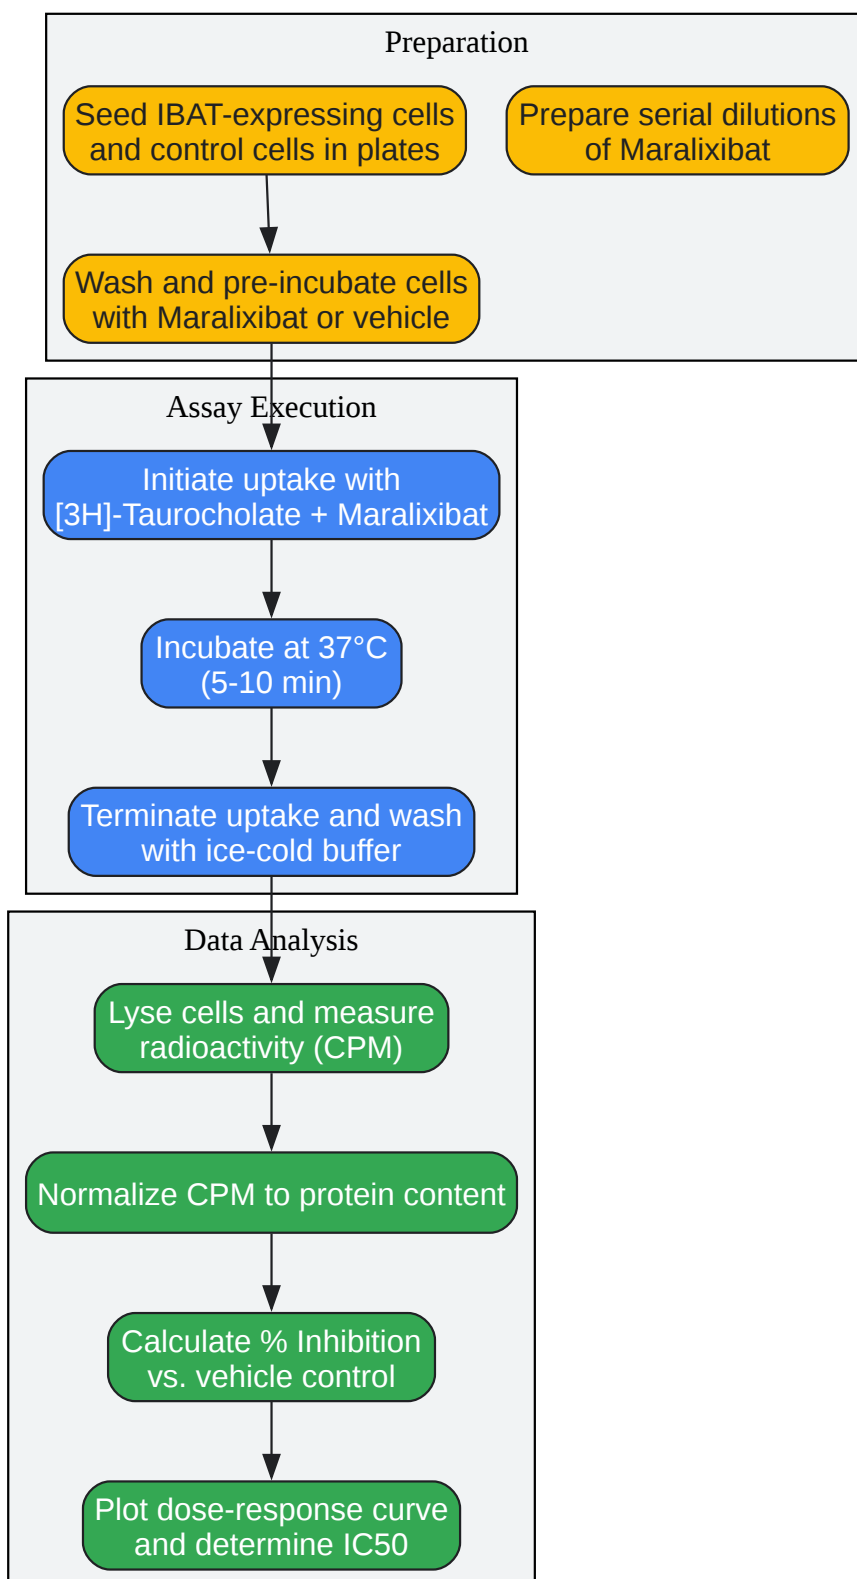 Preparation
Seed IBAT-expressing cells
and control cells in plates
Prepare serial dilutions
of Maralixibat
Wash and pre-incubate cells
with Maralixibat or vehicle
Assay Execution
Initiate uptake with
[3H]-Taurocholate + Maralixibat
Incubate at 37°C
(5-10 min)
Terminate uptake and wash
with ice-cold buffer
Data Analysis
Lyse cells and measure
radioactivity (CPM)
Normalize CPM to protein content
Calculate % Inhibition
vs. vehicle control
Plot dose-response curve
and determine IC50